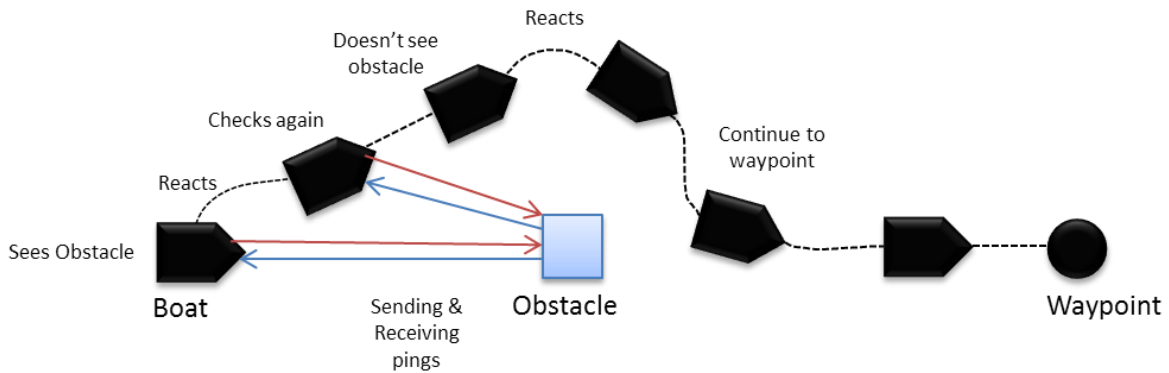 Reacts
Doesn’t see
obstacle
Checks again
Continue to
waypoint
Reacts
Sees Obstacle
Boat
Sending &
Receiving
pings
Obstacle
Waypoint